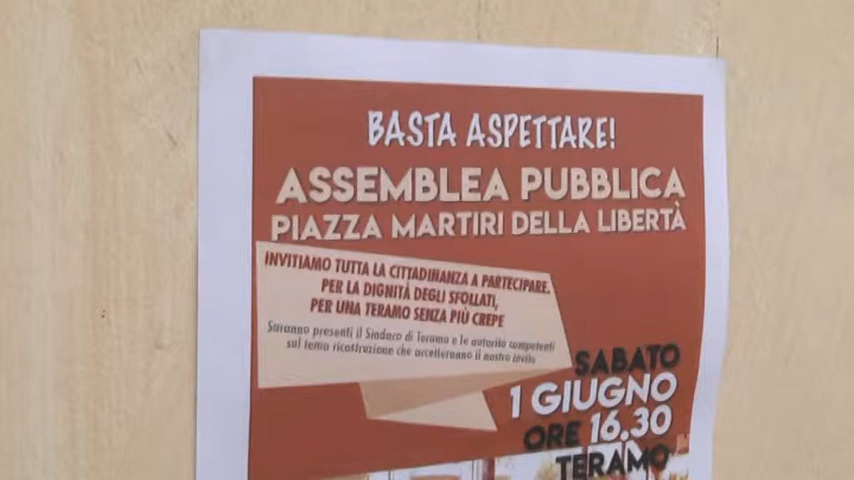 BASTA ASPETTARE!
ASSEMBLEA PUBBLICA
PIAZZA MARTIRI DELLA LIBERTÀ
INVITIAMO TUTTA LA CITTADINANZA A PARTECIPARE.
PER LA DIGNITÀ DEGLI SFOLLATI,
PER UNA TERAMO SENZA PIÙ CREPE
Saranno presenti il Sindaco di Teramo e le autorità competenti
sul tema ricostruzione che accetteranno il nostro invito
SABATO
1 GIUGNO
ORE 16.30
TERAMO